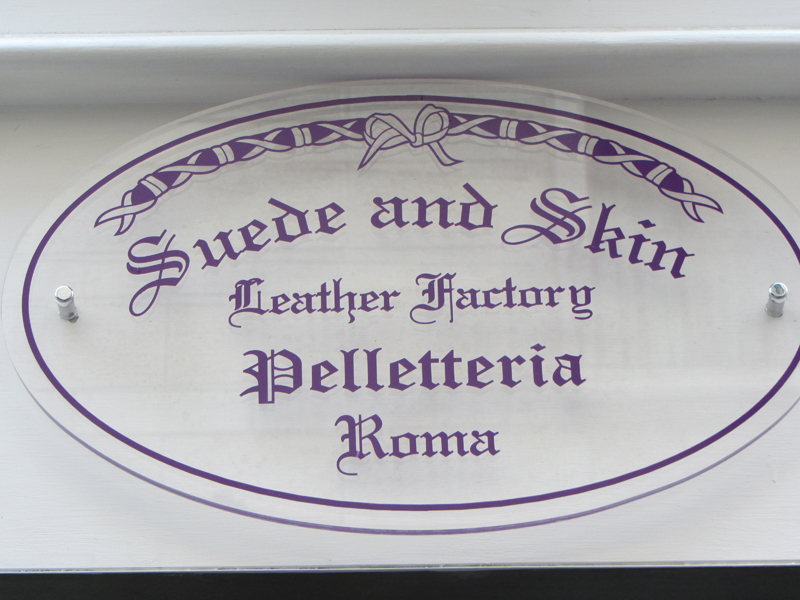 Suede and Skin
Leather Factory
Pelletteria
Roma